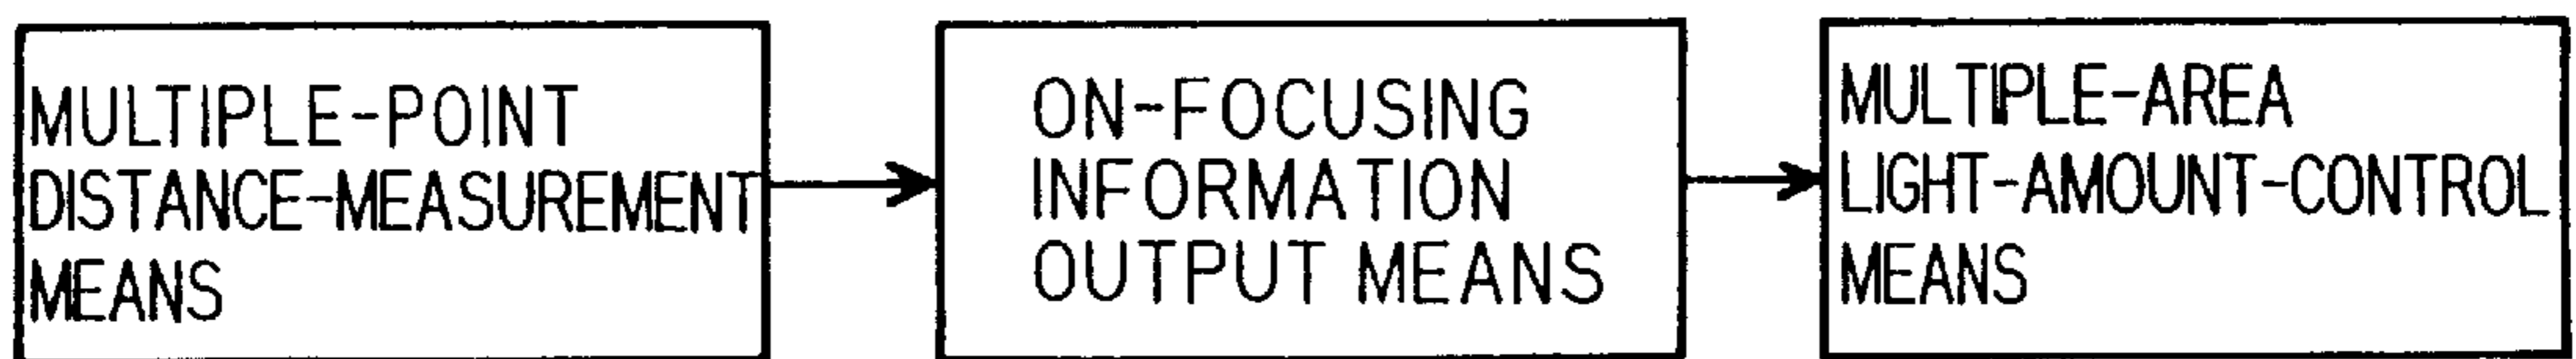 MULTIPLE-POINT
DISTANCE-MEASUREMENT
MEANS
ON-FOCUSING
INFORMATION
OUTPUT MEANS
MULTIPLE-AREA
LIGHT-AMOUNT-CONTROL
MEANS